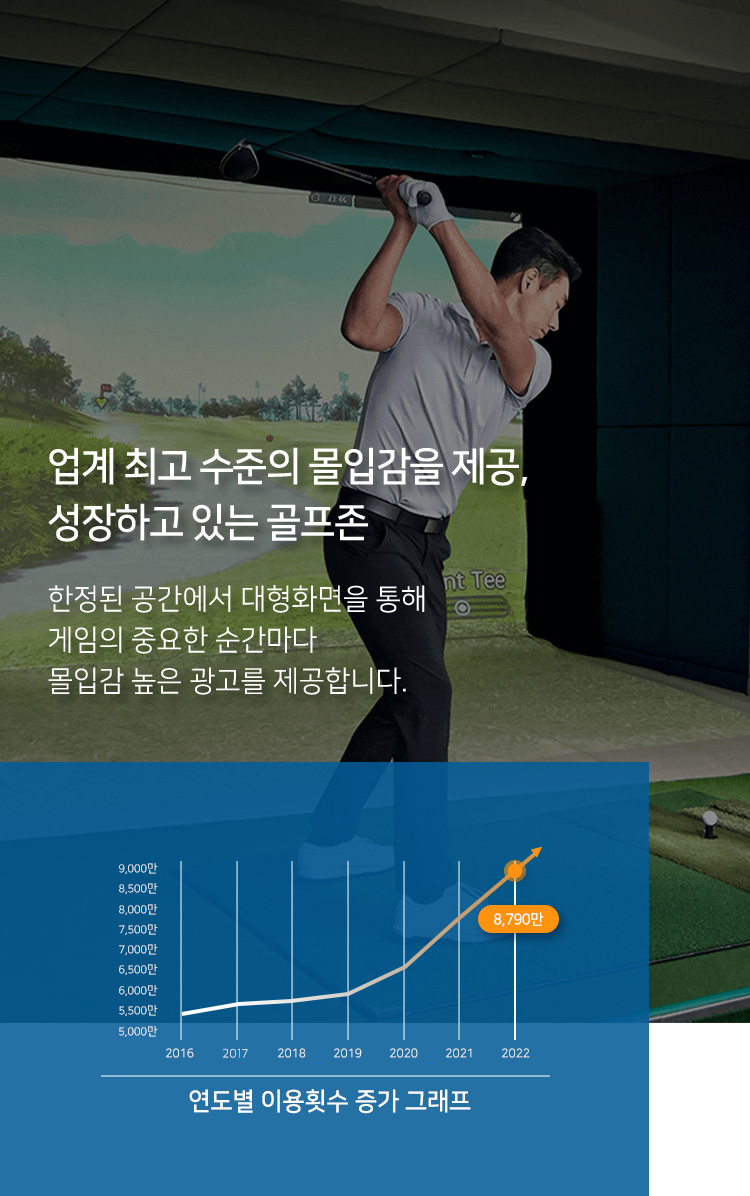 23:46
업계 최고 수준의 몰입감을 제공,
성장하고 있는 골프존
nt Tee
한정된 공간에서 대형화면을 통해
게임의 중요한 순간마다
몰입감 높은 광고를 제공합니다.
9,000만
8,500만
8,000만
7,500만
7,000만
6,500만
6,000만
5,500만
5,000만
8,790만
2016 2017 2018 2019 2020 2021 2022
연도별 이용횟수 증가 그래프